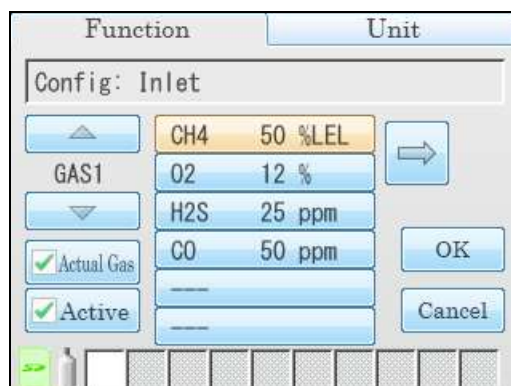 Function Unit
Config: Inlet
CH4 50 %LEL
GAS1 O2 12 %
H2S 25 ppm
Actual Gas CO 50 ppm OK
--- 
Active --- Cancel
SD